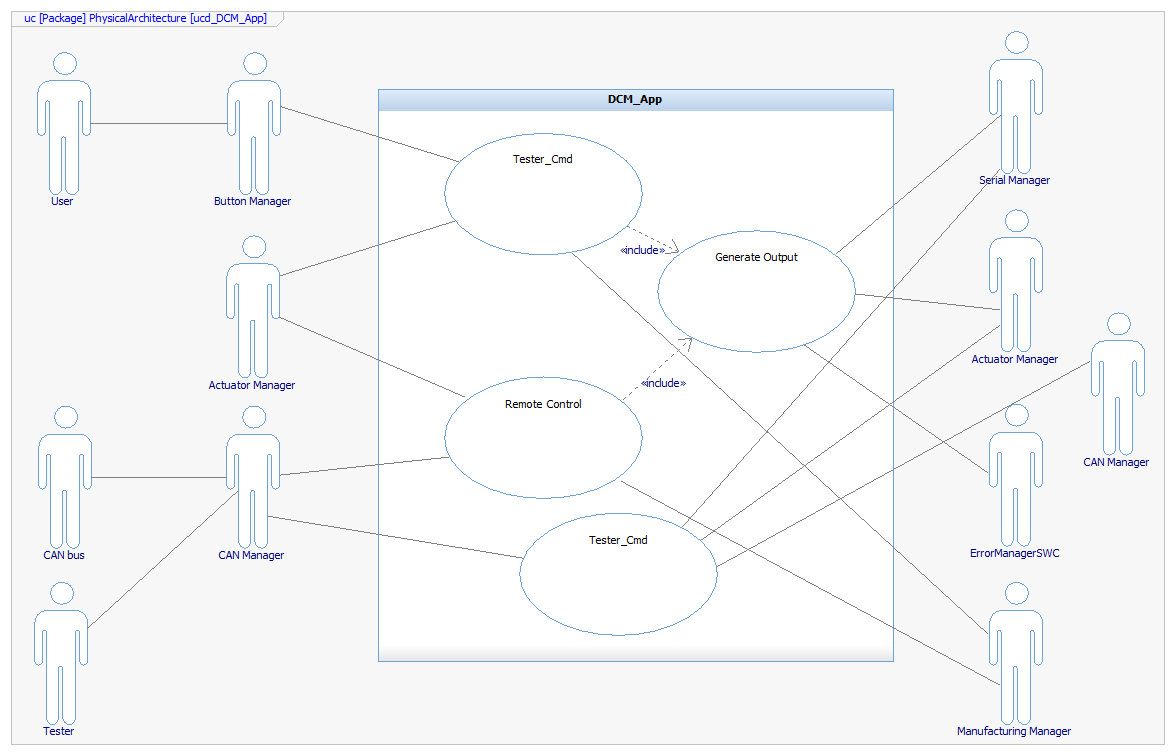 uc [Package] PhysicalArchitecture [ucd_DCM_App]
DCM_App
Tester_Cmd
Serial Manager
User
Button Manager
«include»
Generate Output
Actuator Manager
Actuator Manager
«include»
Remote Control
CAN Manager
CAN bus
CAN Manager
Tester_Cmd
ErrorManagerSWC
Tester
Manufacturing Manager